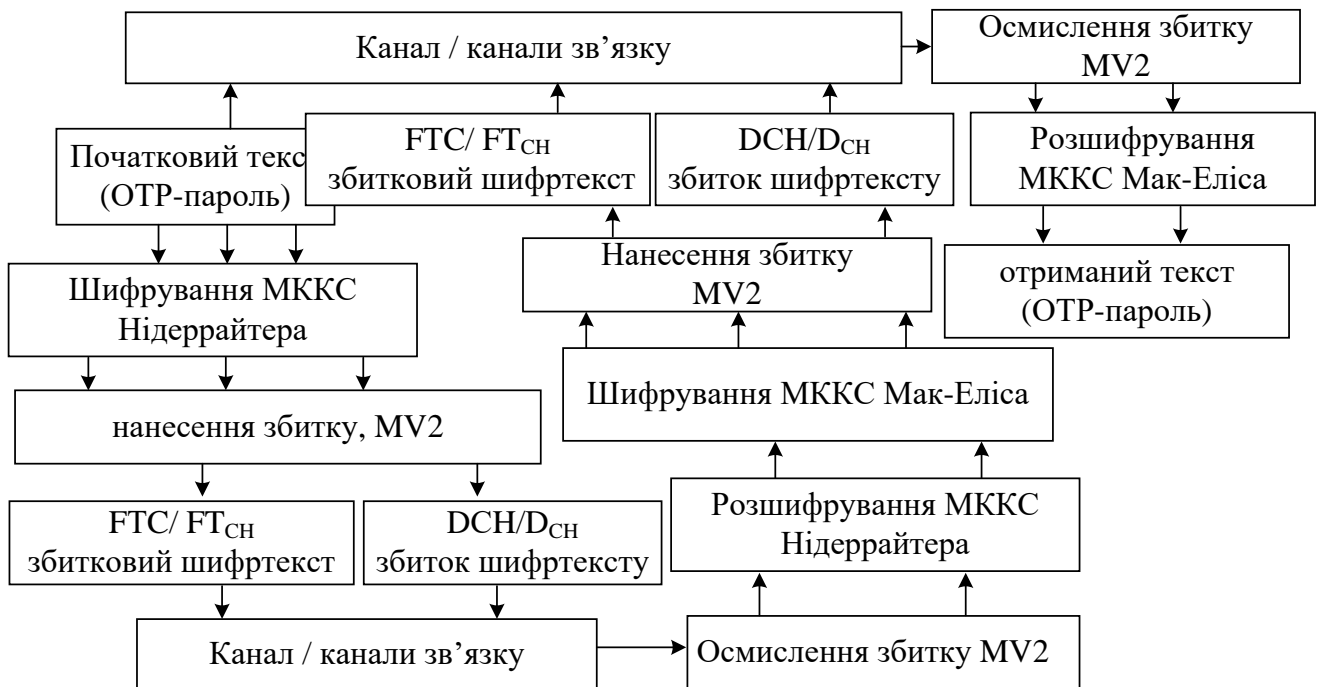 Канал / канали зв’язку
Осмислення збитку
MV2
Початковий текс
(OTP-пароль)
FTC/ FTCH
збитковий шифртекст
DCH/DCH
збиток шифртексту
Розшифрування
МККС Мак-Еліса
Шифрування МККС
Нідеррайтера
Нанесення збитку
MV2
отриманий текст
(OTP-пароль)
Шифрування МККС Мак-Еліса
нанесення збитку, MV2
FTC/ FTCH
збитковий шифртекст
DCH/DCH
збиток шифртексту
Розшифрування МККС
Нідеррайтера
Канал / канали зв’язку
Осмислення збитку MV2